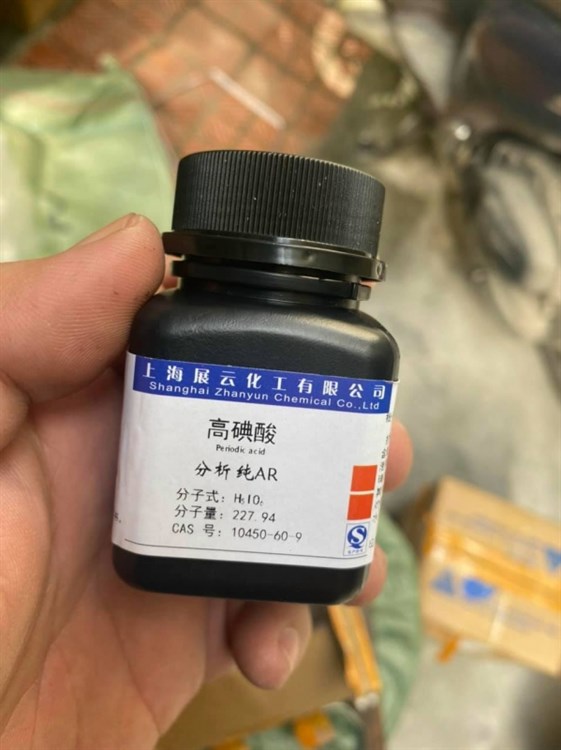 上海展云化工有限公司
Shanghai Zhanyun Chemical Co.,Ltd
高碘酸
Periodic acid
分析纯AR
分子式: H₅IO₆
分子量: 227.94
CAS 号: 10450-60-9